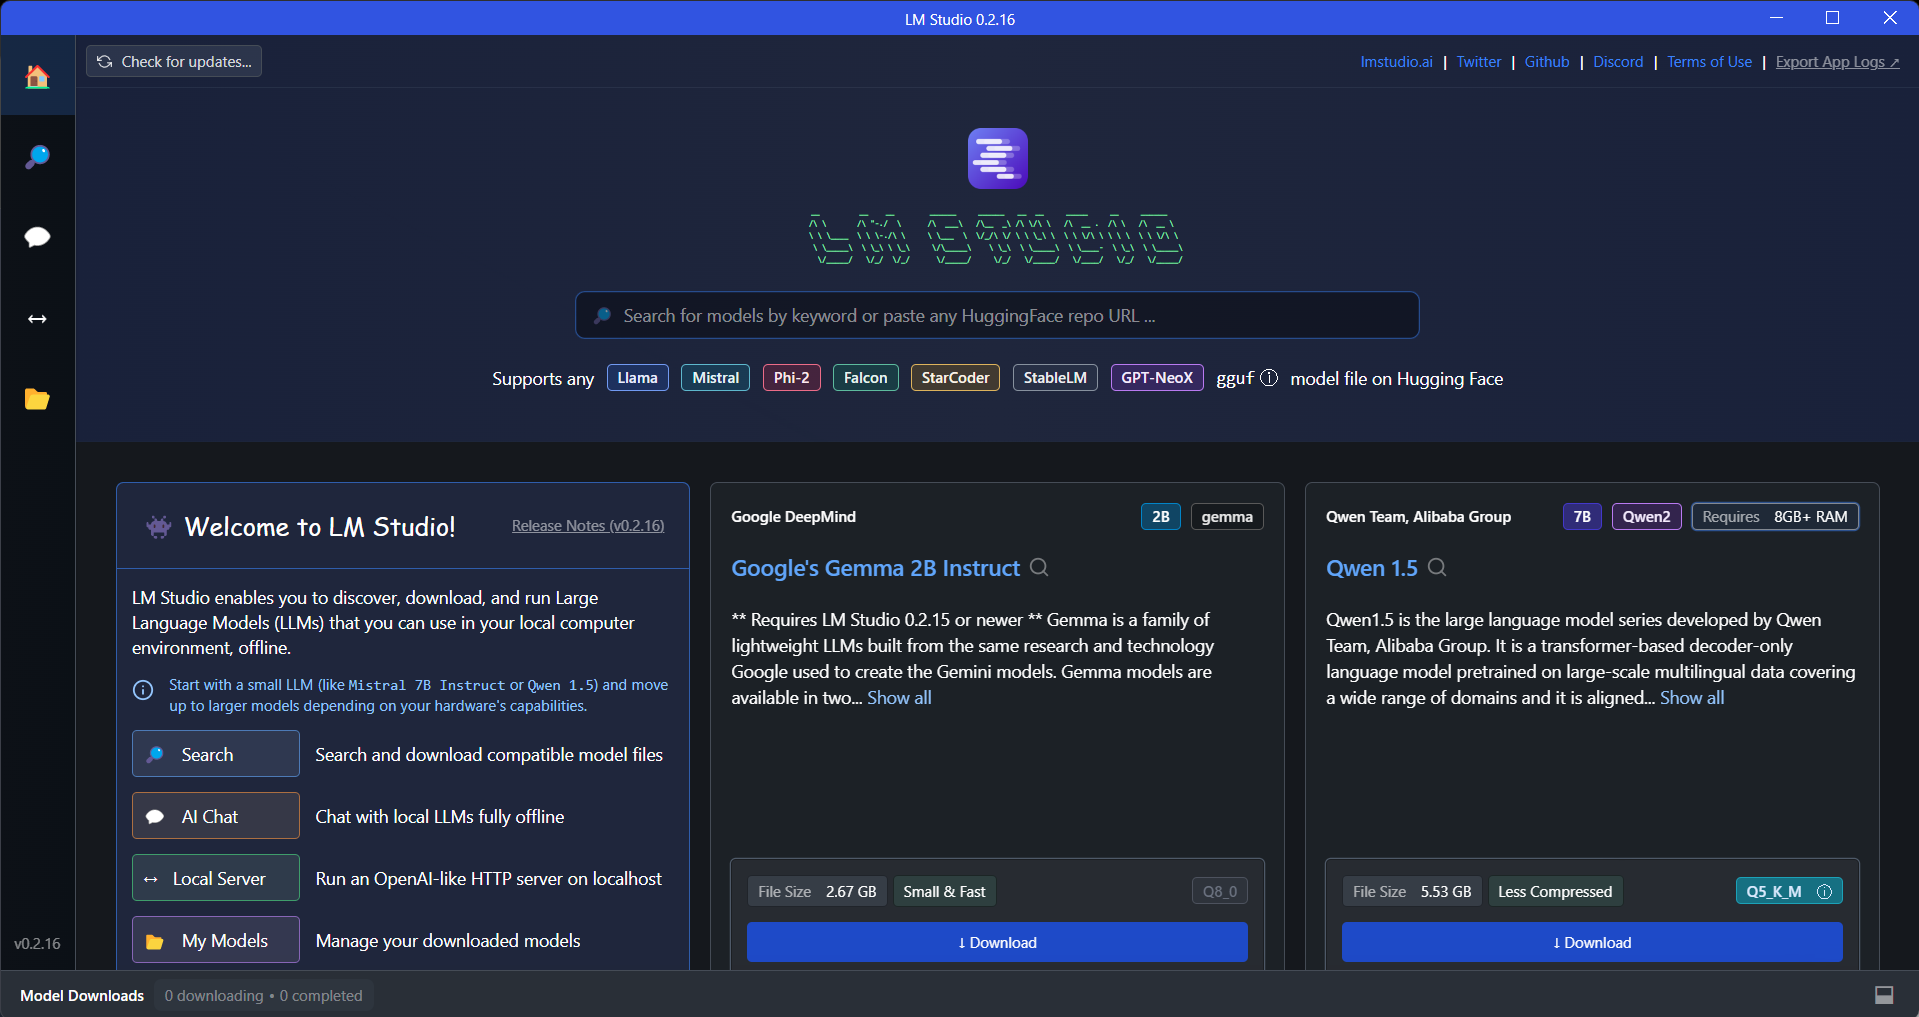 LM Studio 0.2.16
Check for updates...
lmstudio.ai | Twitter | Github | Discord | Terms of Use | Export App Logs ↗
LM STUDIO
Search for models by keyword or paste any HuggingFace repo URL ...
Supports any Llama Mistral Phi-2 Falcon StarCoder StableLM GPT-NeoX gguf ⓘ model file on Hugging Face
Welcome to LM Studio! Release Notes (v0.2.16)
LM Studio enables you to discover, download, and run Large
Language Models (LLMs) that you can use in your local computer
environment, offline.
Start with a small LLM (like Mistral 7B Instruct or Qwen 1.5) and move
up to larger models depending on your hardware's capabilities.
Search Search and download compatible model files
AI Chat Chat with local LLMs fully offline
↔ Local Server Run an OpenAI-like HTTP server on localhost
My Models Manage your downloaded models
Google DeepMind 2B gemma
Google's Gemma 2B Instruct
** Requires LM Studio 0.2.15 or newer ** Gemma is a family of
lightweight LLMs built from the same research and technology
Google used to create the Gemini models. Gemma models are
available in two... Show all
File Size 2.67 GB Small & Fast Q8_0
↓ Download
Qwen Team, Alibaba Group 7B Qwen2 Requires 8GB+ RAM
Qwen 1.5
Qwen1.5 is the large language model series developed by Qwen
Team, Alibaba Group. It is a transformer-based decoder-only
language model pretrained on large-scale multilingual data covering
a wide range of domains and it is aligned... Show all
File Size 5.53 GB Less Compressed Q5_K_M ⓘ
↓ Download
v0.2.16
Model Downloads 0 downloading • 0 completed